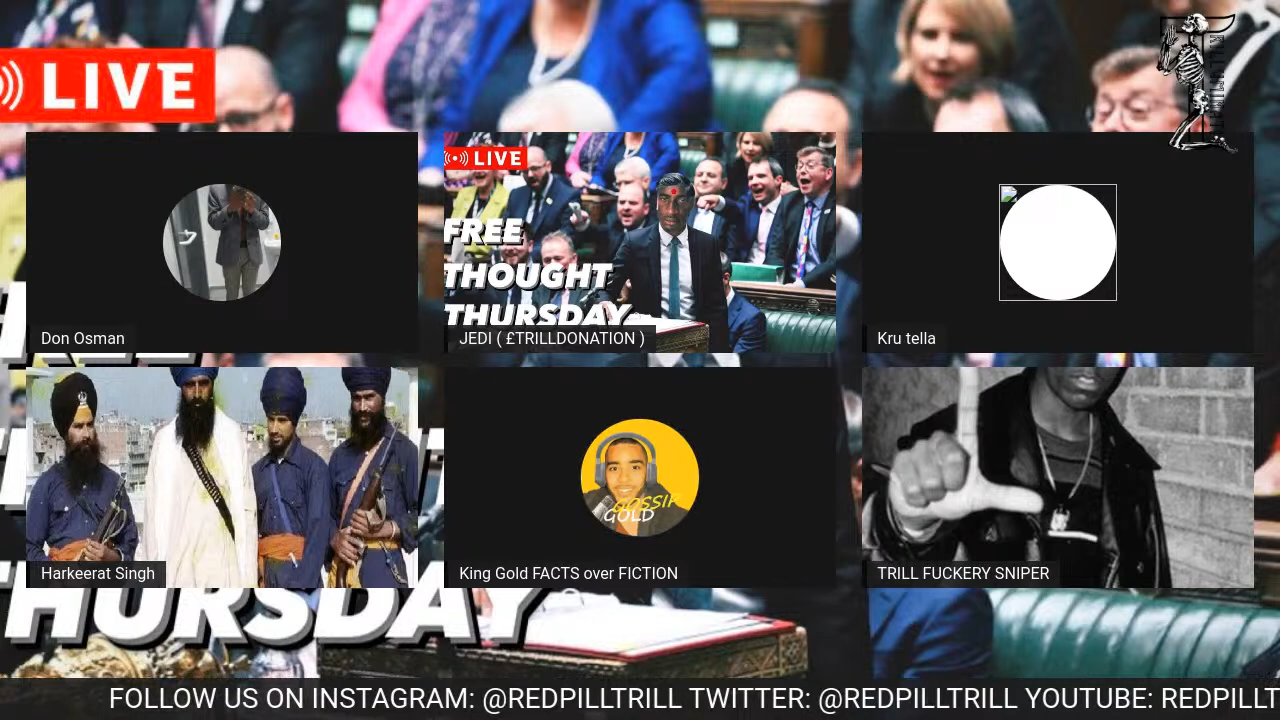 LIVE
LIVE
FREE
THOUGHT
THURSDAY
Don Osman
JEDI ( £TRILLDONATION )
Kru tella
GOSSIP
GOLD
Harkeerat Singh
King Gold FACTS over FICTION
TRILL FUCKERY SNIPER
THURSDAY
FOLLOW US ON INSTAGRAM: @REDPILLTRILL TWITTER: @REDPILLTRILL YOUTUBE: REDPILLT